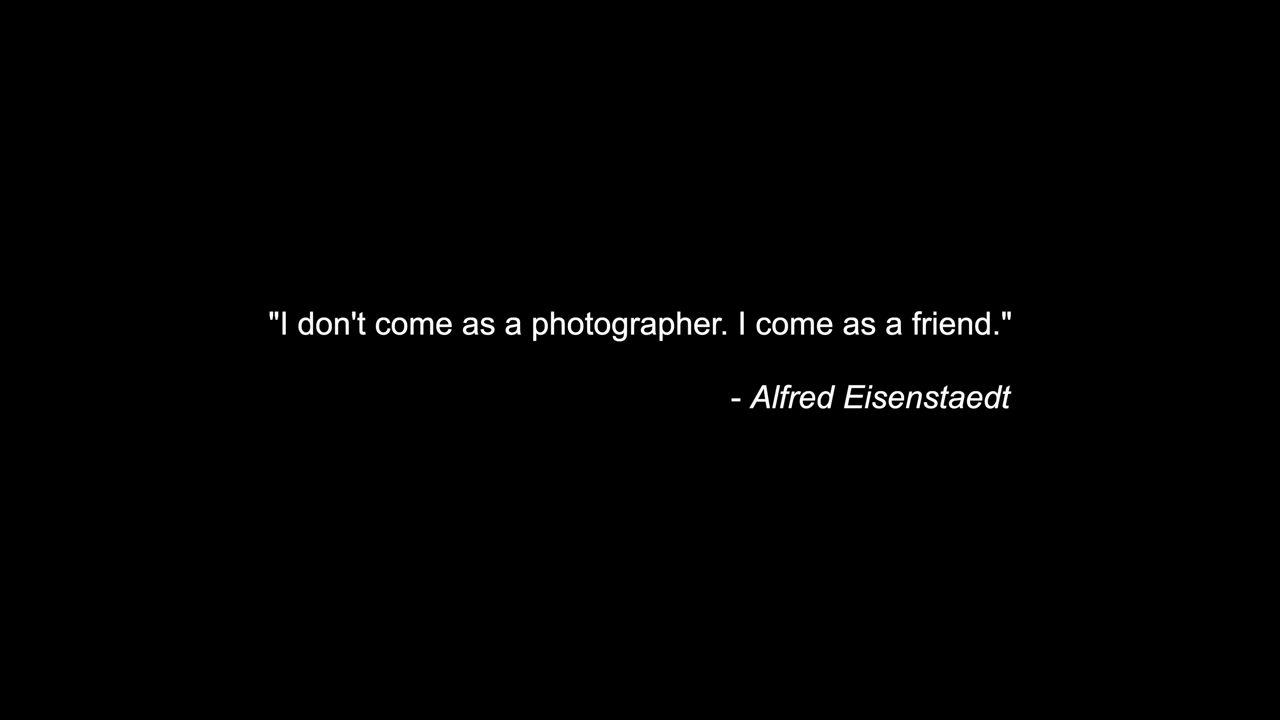 "I don't come as a photographer. I come as a friend."
- Alfred Eisenstaedt